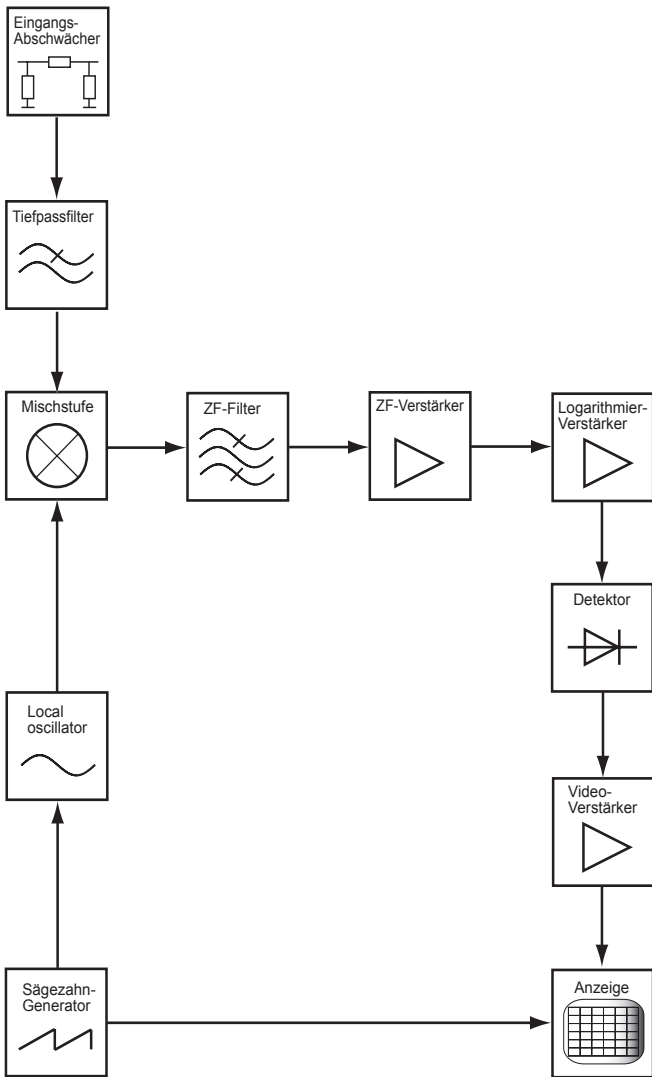 Eingangs-
Abschwächer
Tiefpassfilter
Mischstufe
ZF-Filter
ZF-Verstärker
Logarithmier-
Verstärker
Detektor
Local
oscillator
Video-
Verstärker
Sägezahn-
Generator
Anzeige